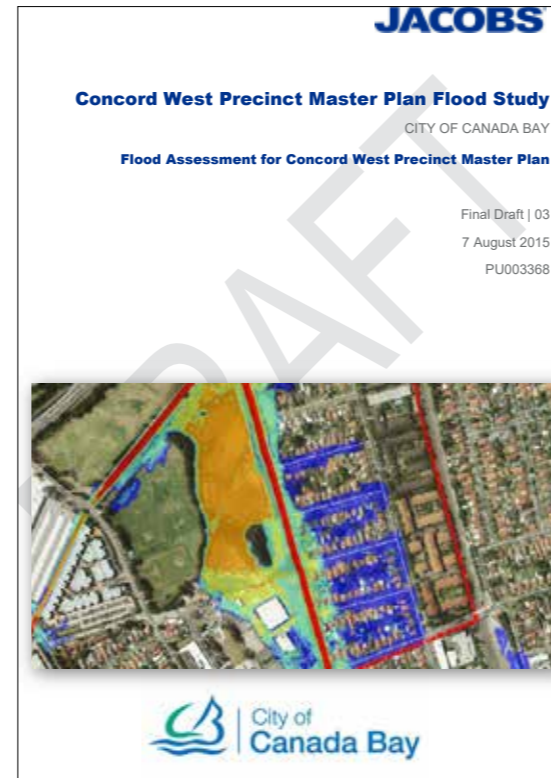 JACOBS
Concord West Precinct Master Plan Flood Study
CITY OF CANADA BAY
Flood Assessment for Concord West Precinct Master Plan
Final Draft | 03
7 August 2015
PU003368
DRAFT
City of
Canada Bay